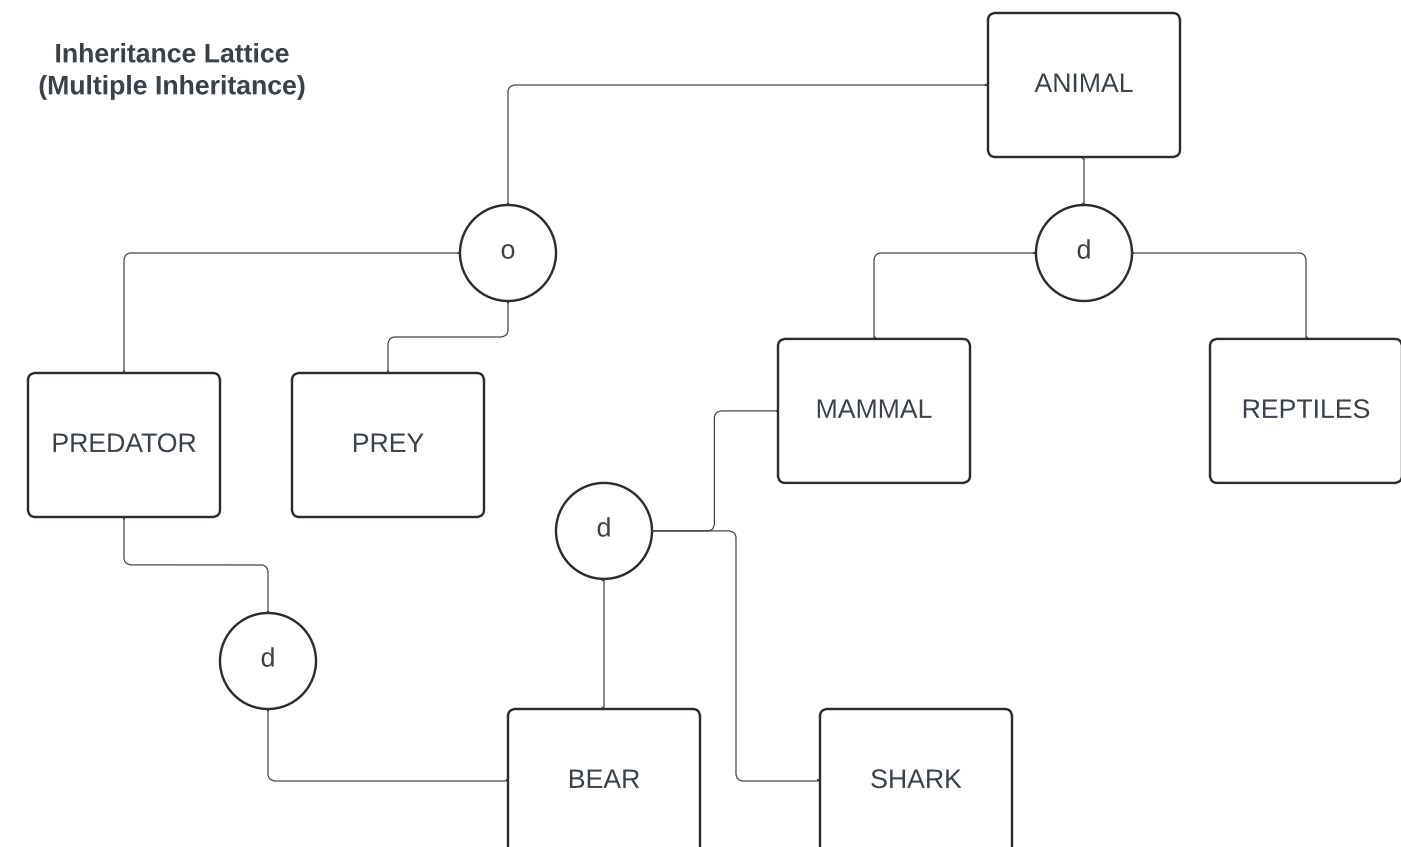 Inheritance Lattice
(Multiple Inheritance)
ANIMAL
o
d
PREDATOR
PREY
MAMMAL
REPTILES
d
d
BEAR
SHARK